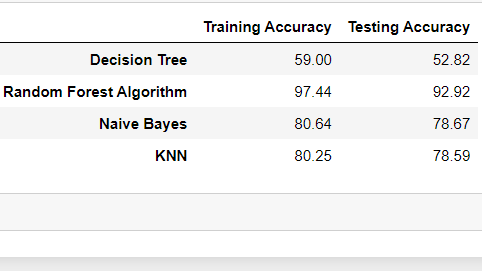 Training Accuracy Testing Accuracy
Decision Tree 59.00 52.82
Random Forest Algorithm 97.44 92.92
Naive Bayes 80.64 78.67
KNN 80.25 78.59